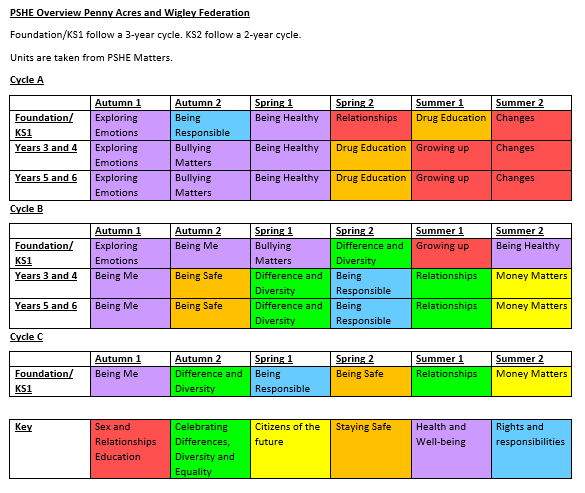 PSHE Overview Penny Acres and Wigley Federation
Foundation/KS1 follow a 3-year cycle. KS2 follow a 2-year cycle.
Units are taken from PSHE Matters.
Cycle A
Autumn 1 Autumn 2 Spring 1 Spring 2 Summer 1 Summer 2
Foundation/ Exploring Being Being Healthy Relationships Drug Education Changes
KS1 Emotions Responsible
Years 3 and 4 Exploring Bullying Being Healthy Drug Education Growing up Changes
Emotions Matters
Years 5 and 6 Exploring Bullying Being Healthy Drug Education Growing up Changes
Emotions Matters
Cycle B
Autumn 1 Autumn 2 Spring 1 Spring 2 Summer 1 Summer 2
Foundation/ Exploring Being Me Bullying Difference and Growing up Being Healthy
KS1 Emotions Matters Diversity
Years 3 and 4 Being Me Being Safe Difference and Being Relationships Money Matters
Diversity Responsible
Years 5 and 6 Being Me Being Safe Difference and Being Relationships Money Matters
Diversity Responsible
Cycle C
Autumn 1 Autumn 2 Spring 1 Spring 2 Summer 1 Summer 2
Foundation/ Being Me Difference and Being Being Safe Relationships Money Matters
KS1 Diversity Responsible
Key Sex and Celebrating Citizens of the Staying Safe Health and Rights and
Relationships Differences, future Well-being responsibilities
Education Diversity and
Equality